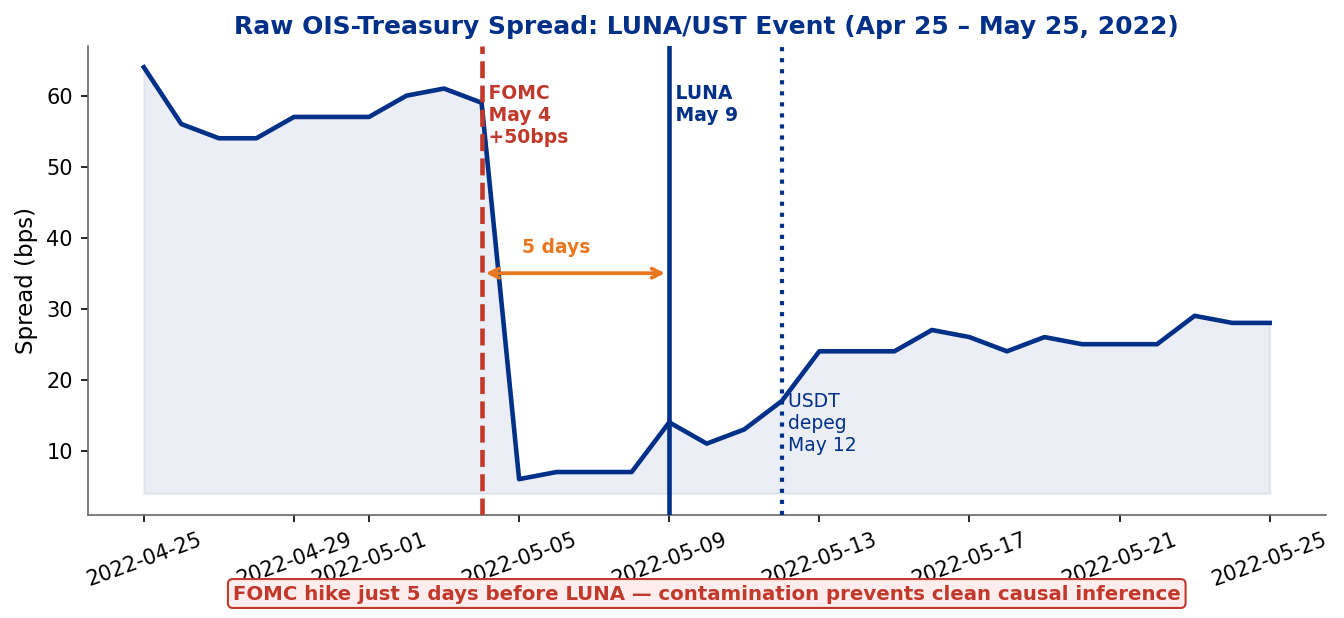 Raw OIS-Treasury Spread: LUNA/UST Event (Apr 25 – May 25, 2022)
Spread (bps)
60
50
40
30
20
10
FOMC
May 4
+50bps
LUNA
May 9
5 days
USDT
depeg
May 12
2022-04-25
2022-04-29
2022-05-01
2022-05-05
2022-05-09
2022-05-13
2022-05-17
2022-05-21
2022-05-25
FOMC hike just 5 days before LUNA — contamination prevents clean causal inference